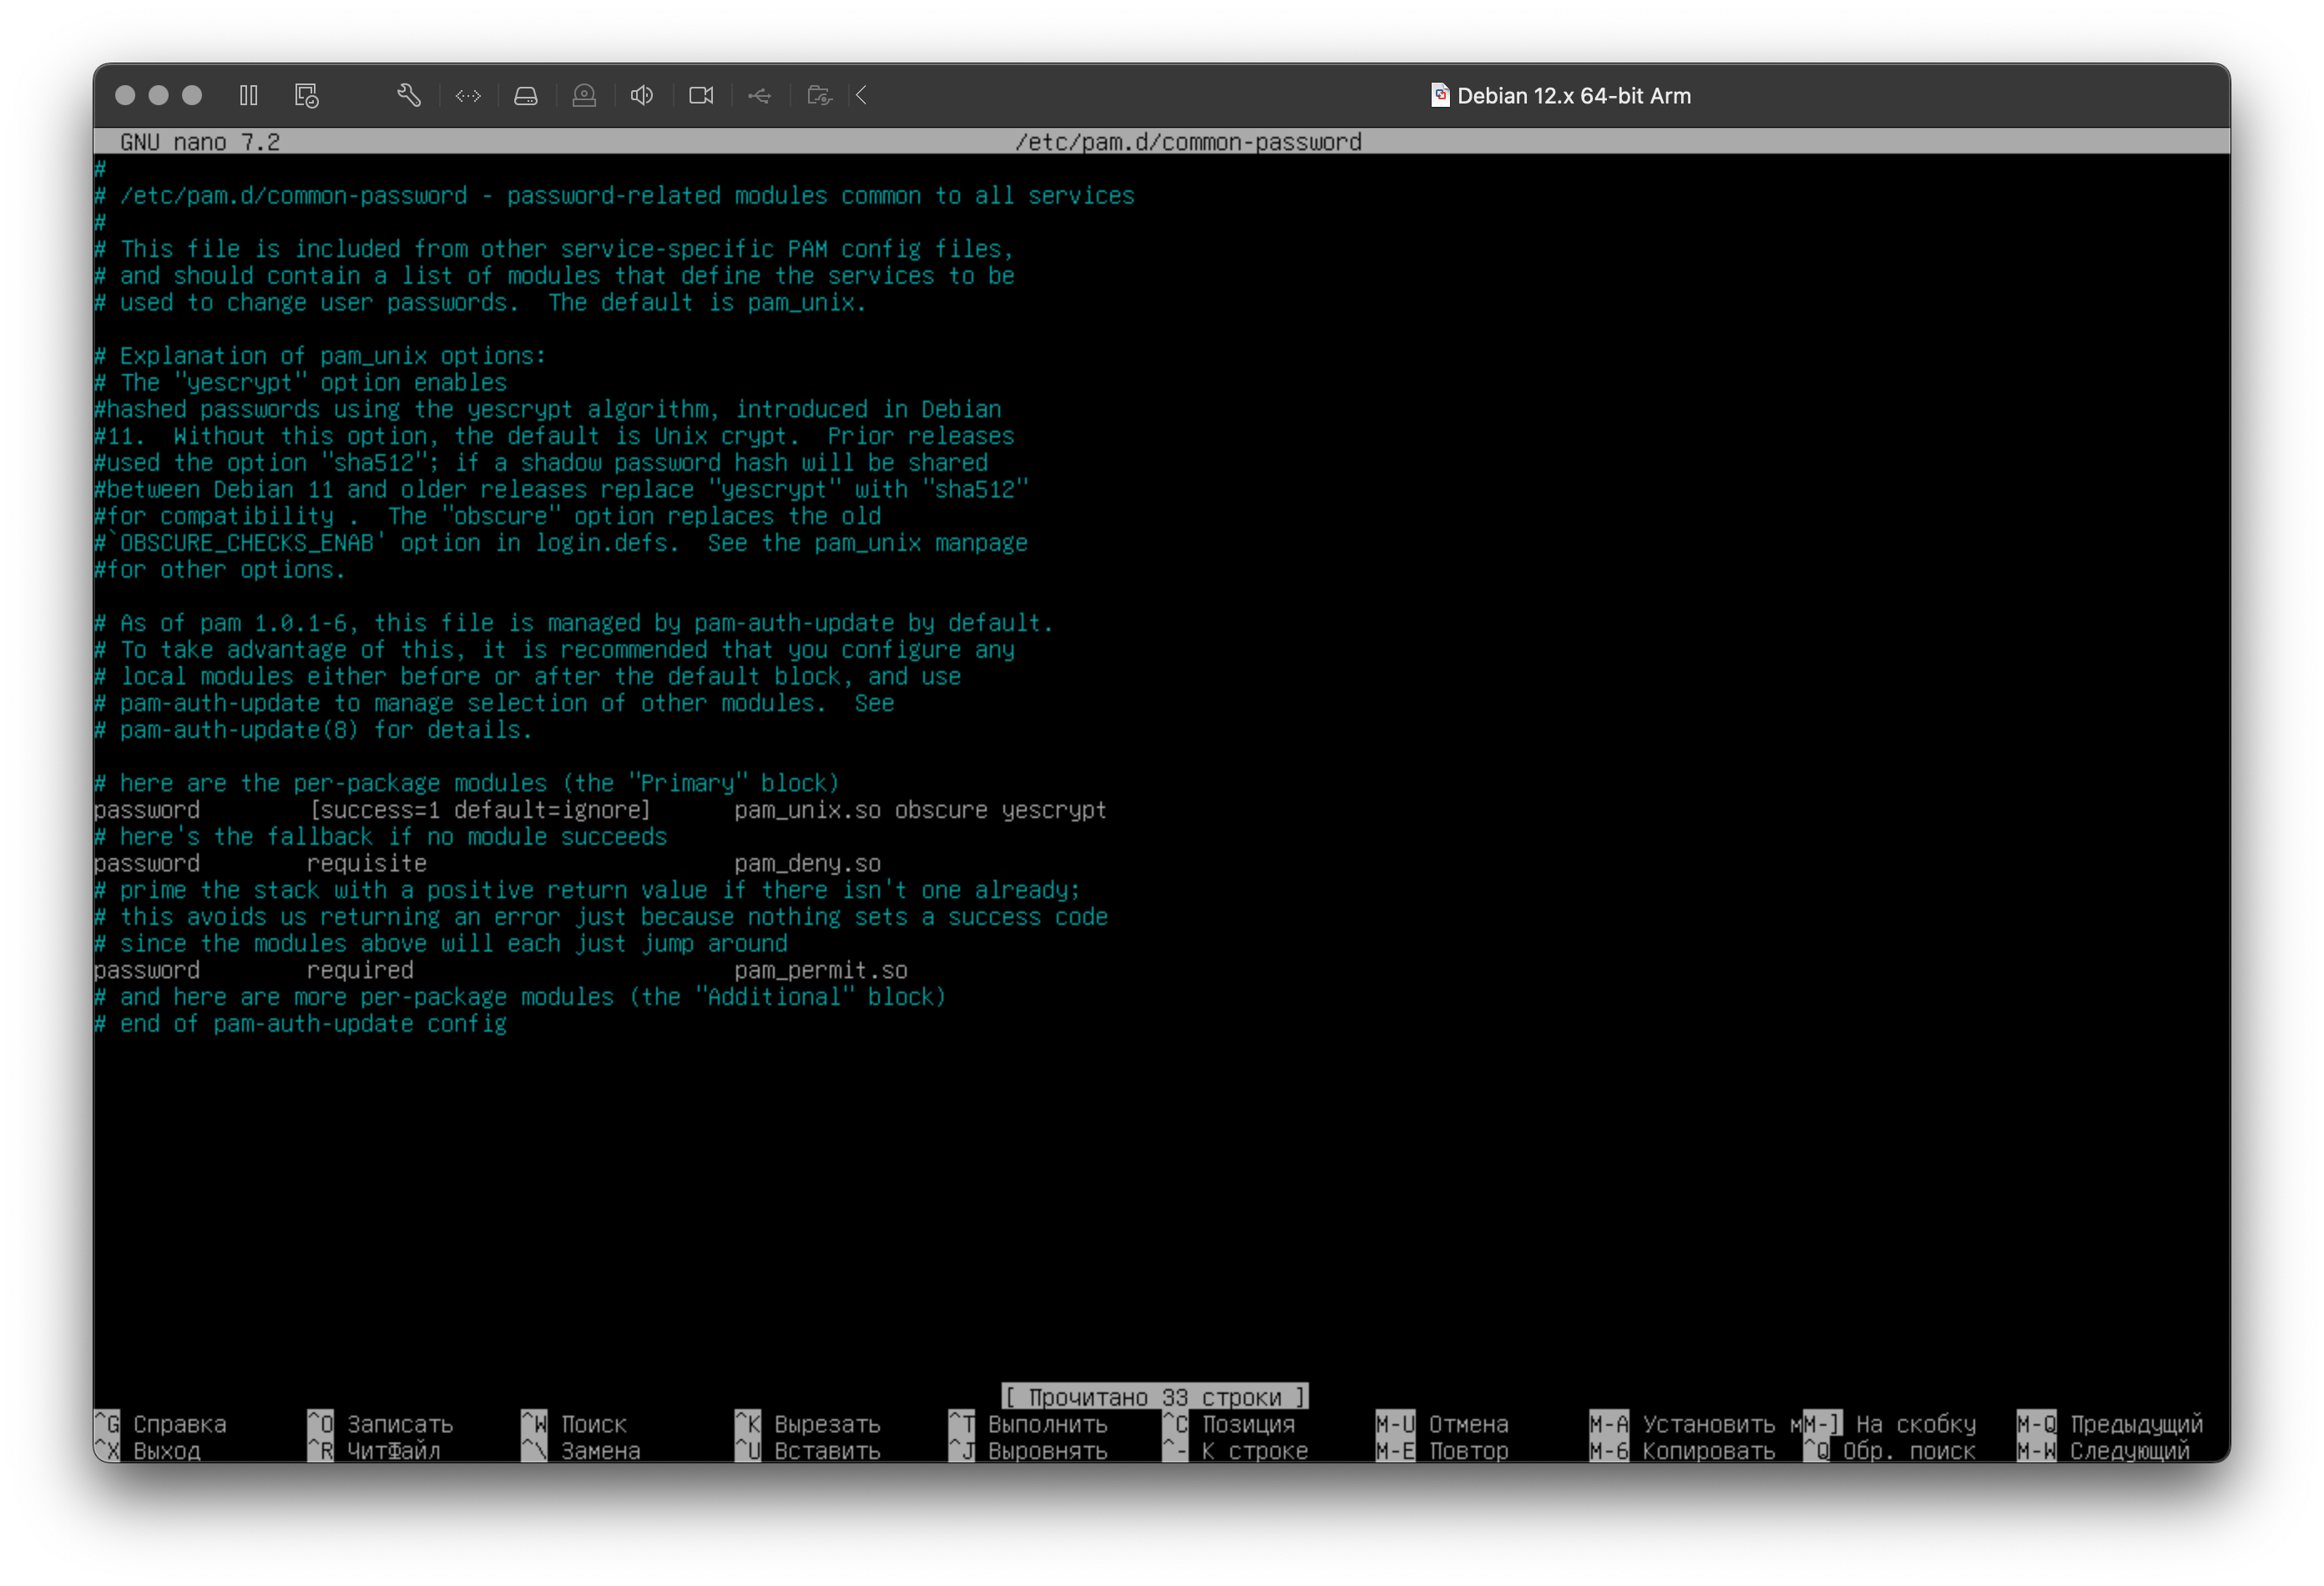 Debian 12.x 64-bit Arm
GNU nano 7.2 /etc/pam.d/common-password
#
# /etc/pam.d/common-password - password-related modules common to all services
#
# This file is included from other service-specific PAM config files,
# and should contain a list of modules that define the services to be
# used to change user passwords.  The default is pam_unix.

# Explanation of pam_unix options:
# The "yescrypt" option enables
#hashed passwords using the yescrypt algorithm, introduced in Debian
#11.  Without this option, the default is Unix crypt.  Prior releases
#used the option "sha512"; if a shadow password hash will be shared
#between Debian 11 and older releases replace "yescrypt" with "sha512"
#for compatibility .  The "obscure" option replaces the old
#`OBSCURE_CHECKS_ENAB' option in login.defs.  See the pam_unix manpage
#for other options.

# As of pam 1.0.1-6, this file is managed by pam-auth-update by default.
# To take advantage of this, it is recommended that you configure any
# local modules either before or after the default block, and use
# pam-auth-update to manage selection of other modules.  See
# pam-auth-update(8) for details.

# here are the per-package modules (the "Primary" block)
password        [success=1 default=ignore]      pam_unix.so obscure yescrypt
# here's the fallback if no module succeeds
password        requisite                       pam_deny.so
# prime the stack with a positive return value if there isn't one already;
# this avoids us returning an error just because nothing sets a success code
# since the modules above will each just jump around
password        required                        pam_permit.so
# and here are more per-package modules (the "Additional" block)
# end of pam-auth-update config
[ Прочитано 33 строки ]
^G Справка ^O Записать ^W Поиск ^K Вырезать ^T Выполнить ^C Позиция M-U Отмена M-A Установить мM-] На скобку M-Q Предыдущий
^X Выход ^R ЧитФайл ^\ Замена ^U Вставить ^J Выровнять ^- К строке M-E Повтор M-6 Копировать ^Q Обр. поиск M-W Следующий